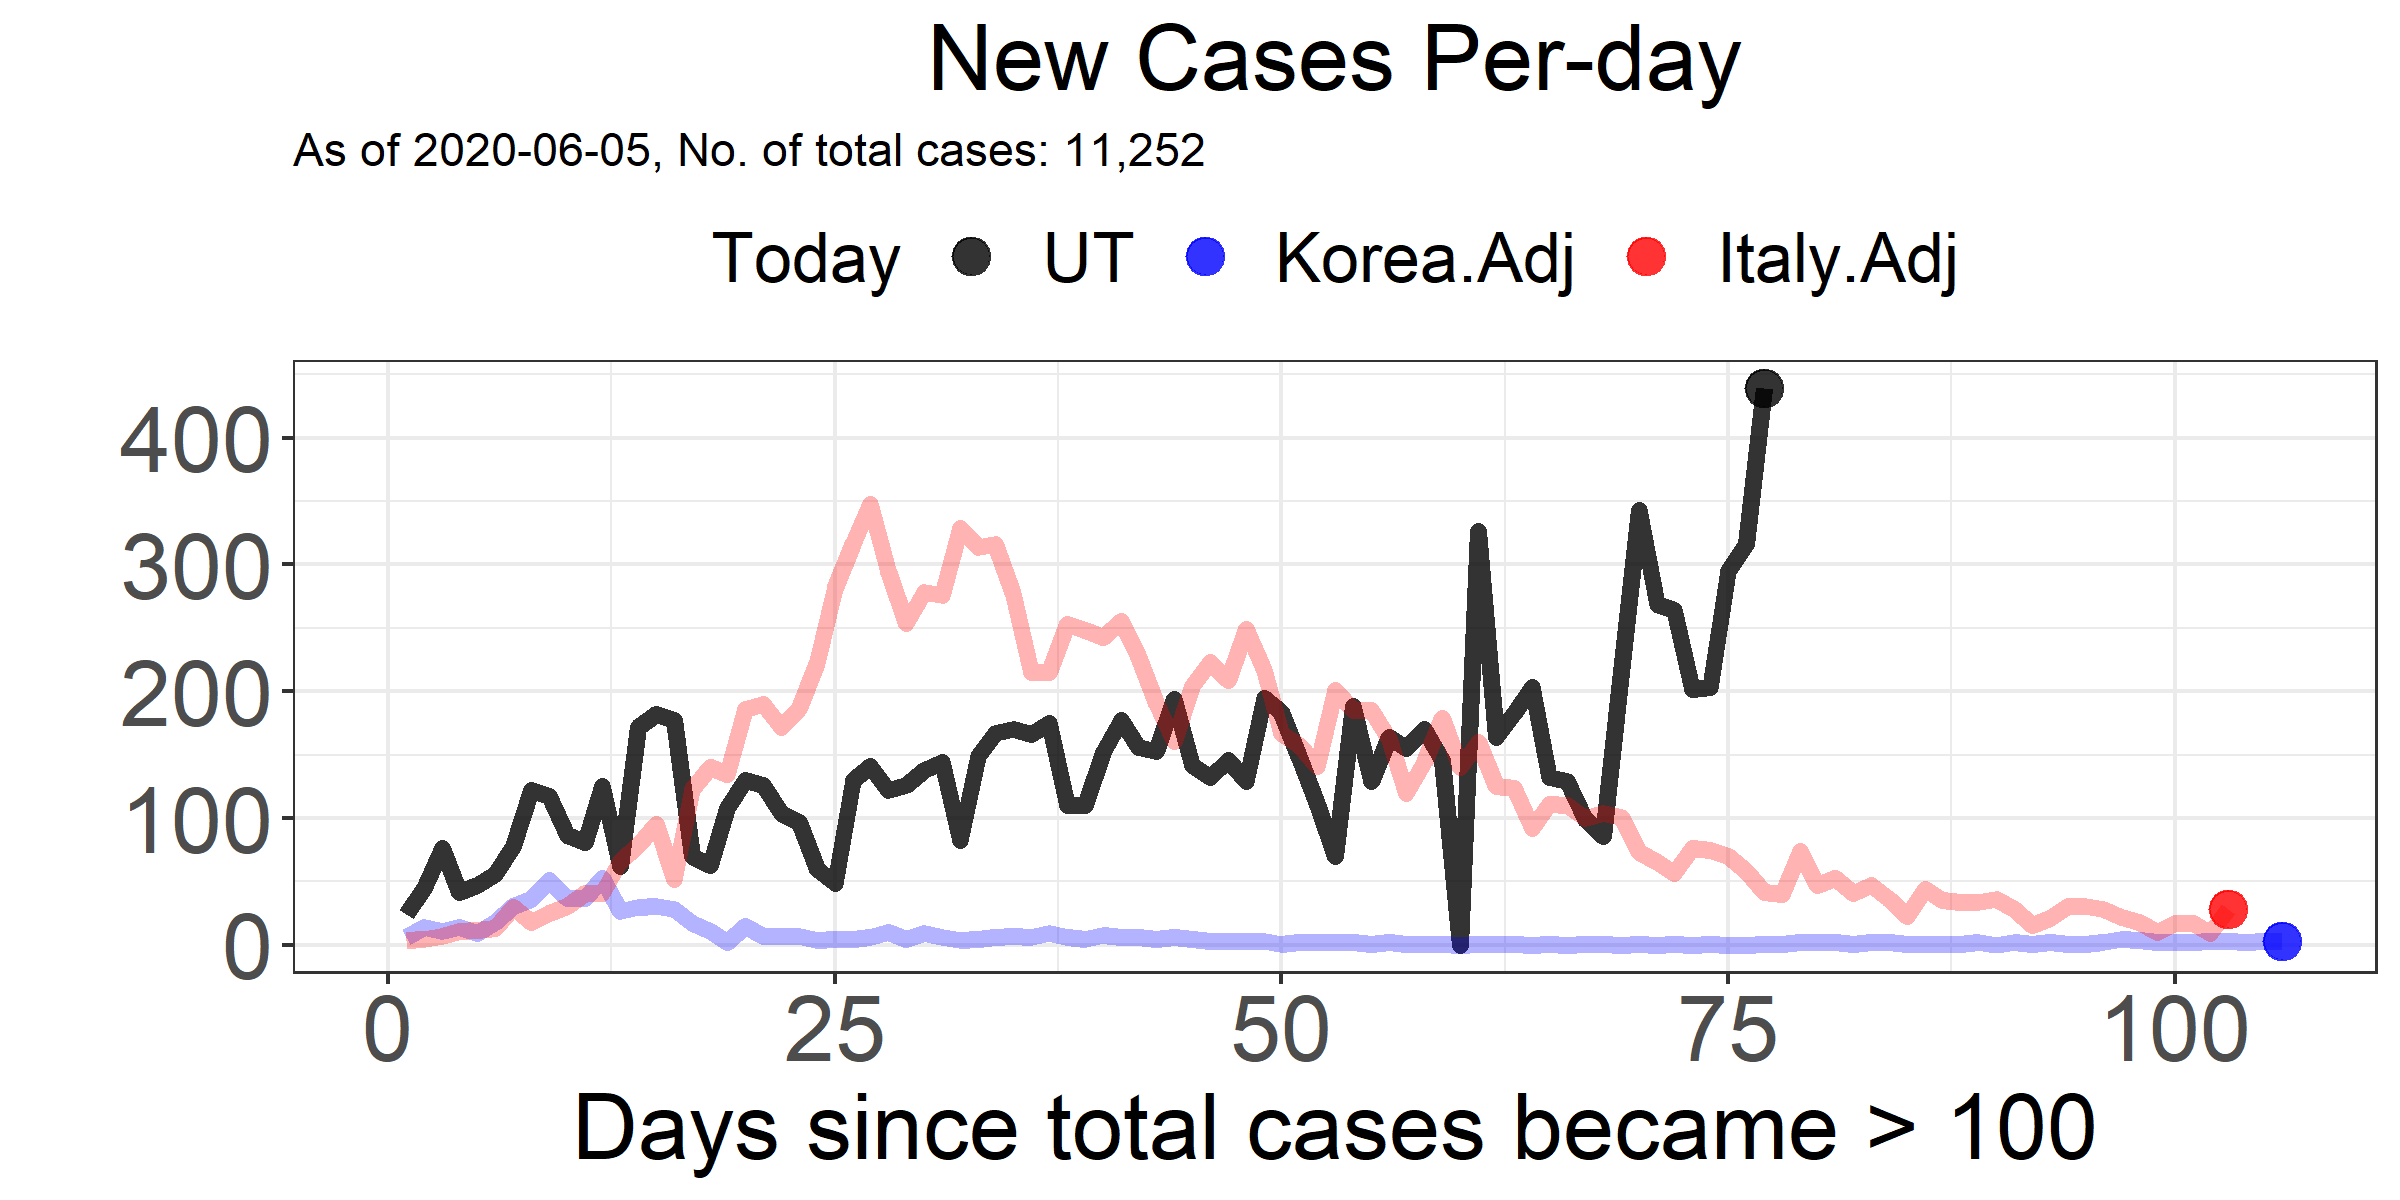 New Cases Per-day
As of 2020-06-05, No. of total cases: 11,252
Today UT Korea.Adj Italy.Adj
400
300
200
100
0
0 25 50 75 100
Days since total cases became > 100